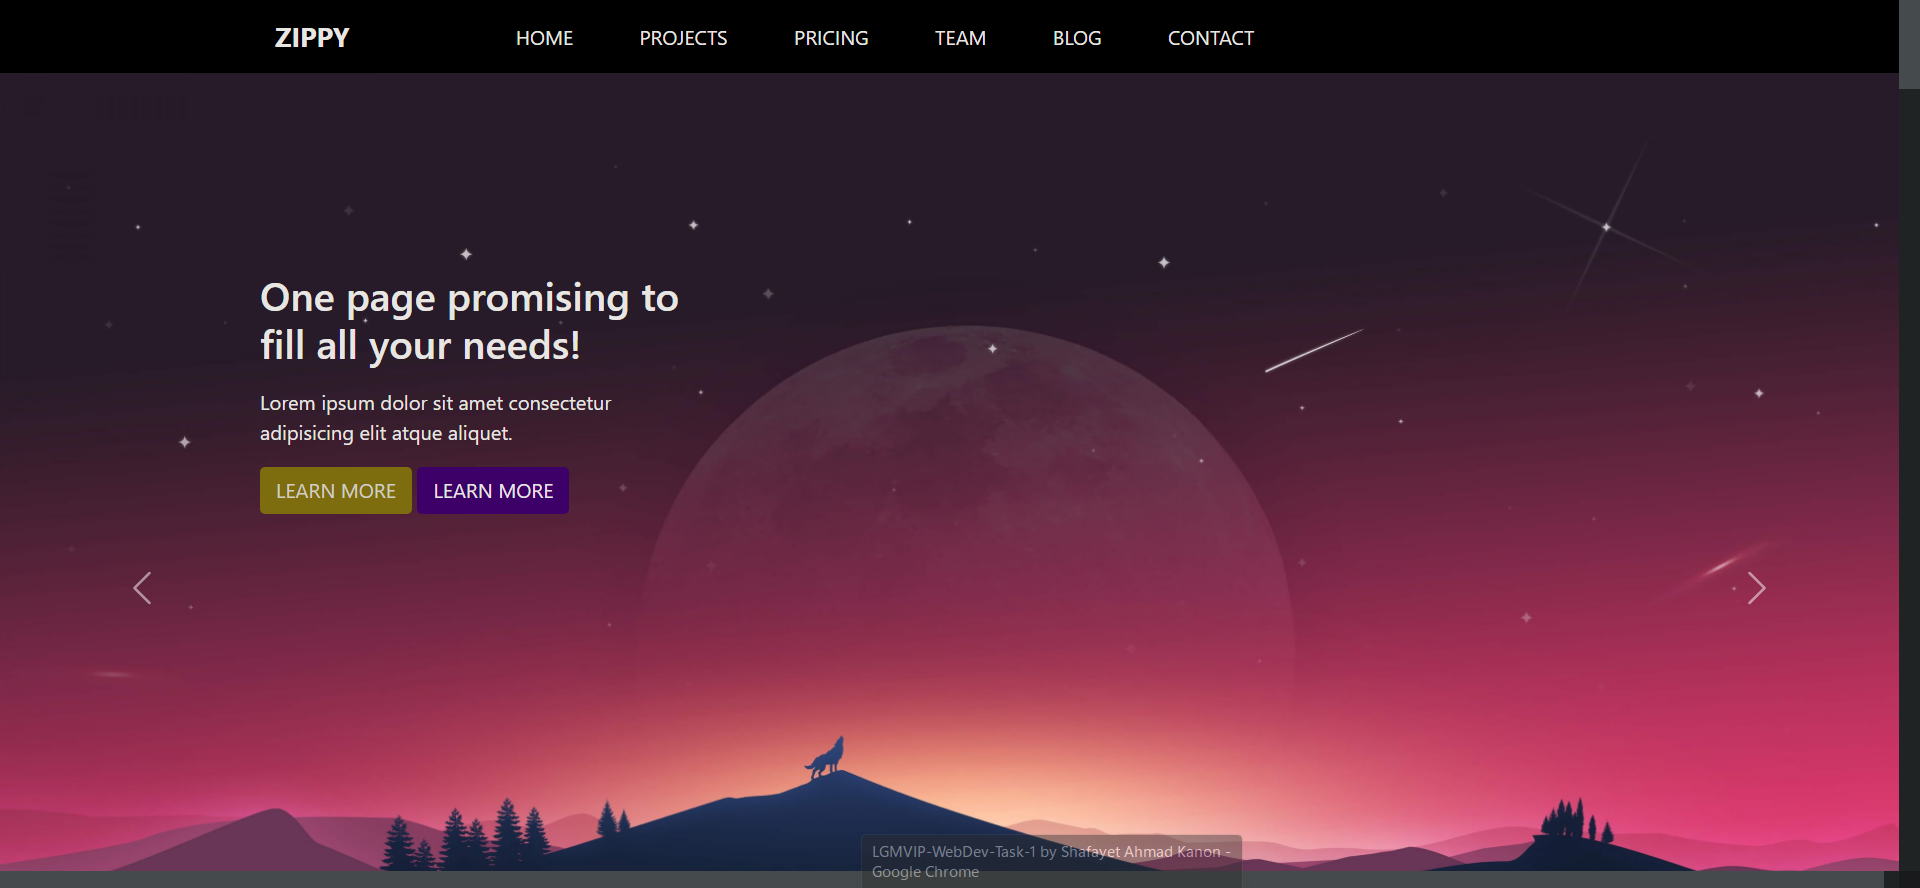 ZIPPY HOME PROJECTS PRICING TEAM BLOG CONTACT
One page promising to
fill all your needs!
Lorem ipsum dolor sit amet consectetur
adipisicing elit atque aliquet.
LEARN MORE LEARN MORE
LGMVIP-WebDev-Task-1 by Shafayet Ahmad Kanon -
Google Chrome